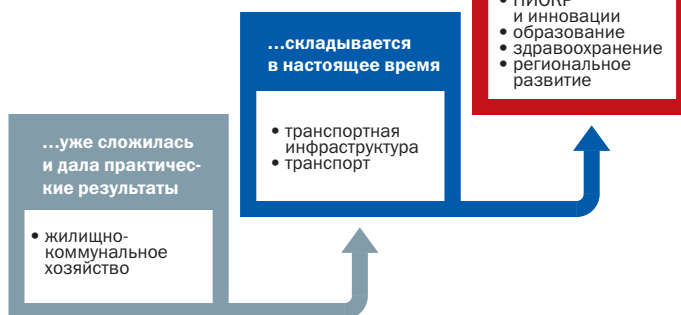 …уже сложилась
и дала практичес-
кие результаты
• жилищно-
коммунальное
хозяйство
…складывается
в настоящее время
• транспортная
инфраструктура
• транспорт
• НИОКР
и инновации
• образование
• здравоохранение
• региональное
развитие